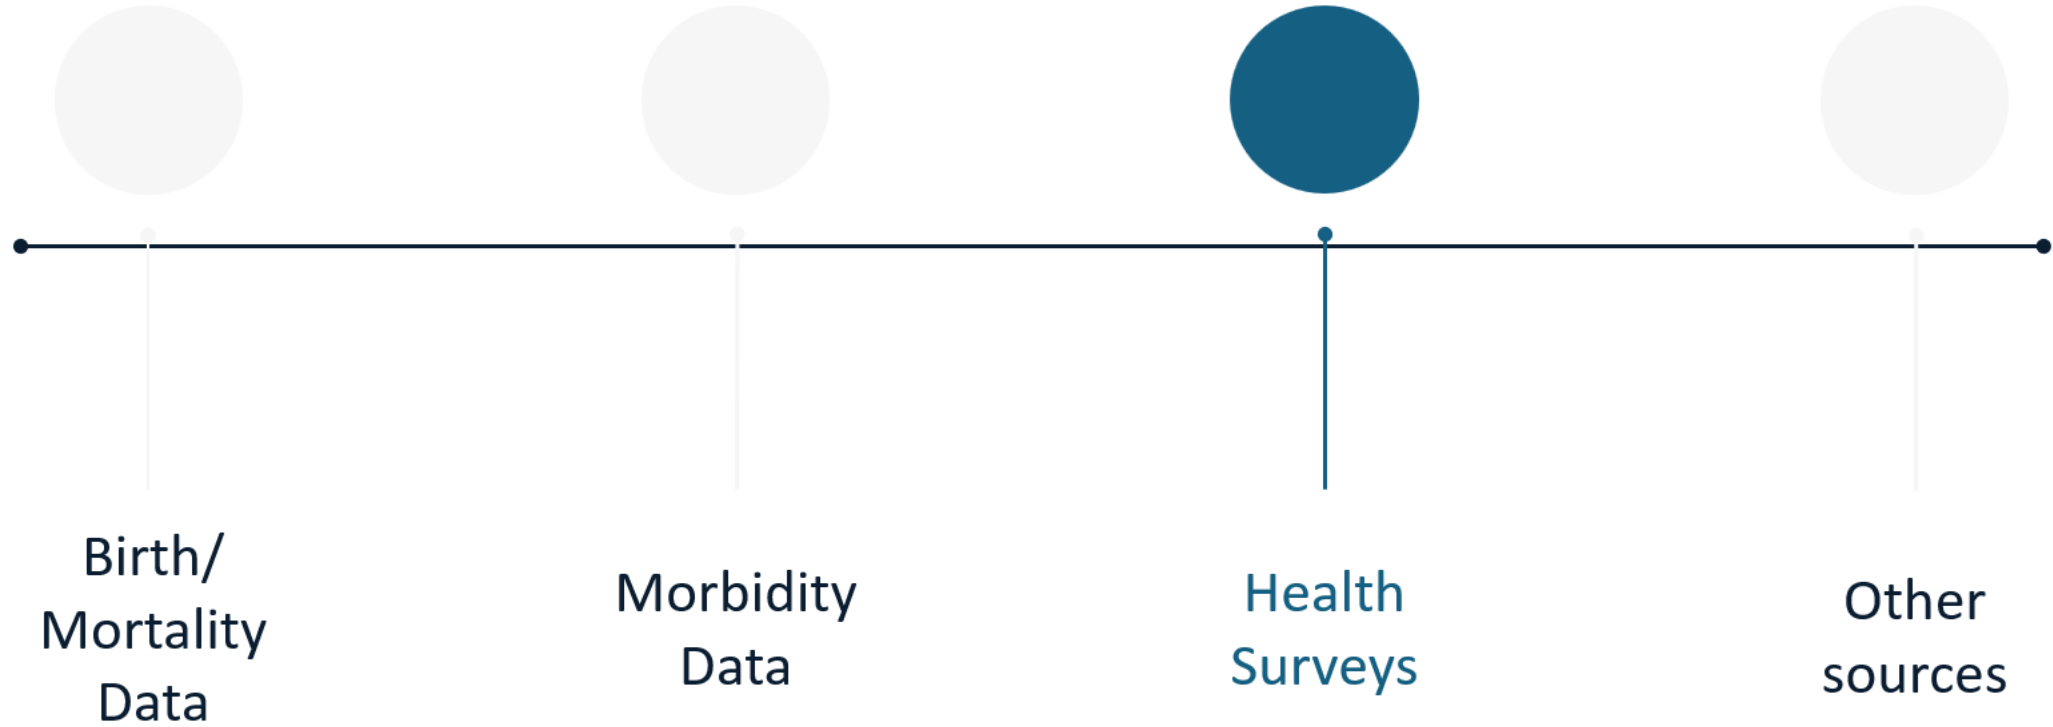 Birth/
Mortality
Data
Morbidity
Data
Health
Surveys
Other
sources